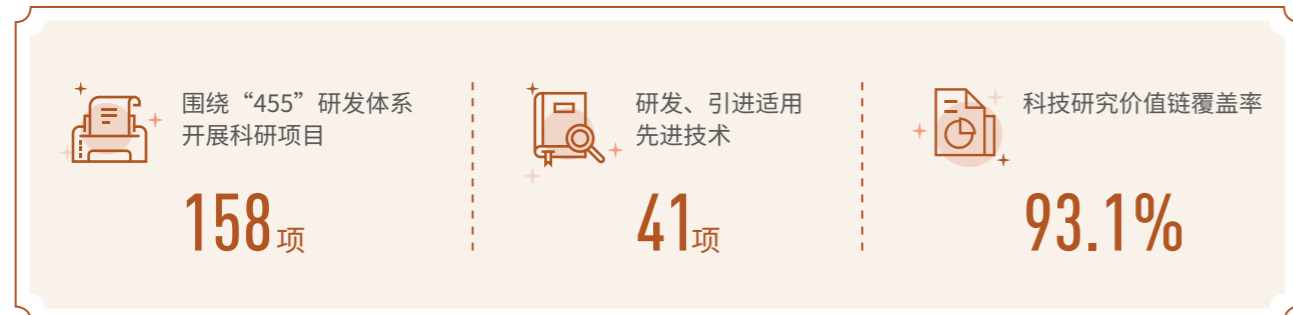 围绕“455”研发体系
开展科研项目
158项
研发、引进适用
先进技术
41项
科技研究价值链覆盖率
93.1%